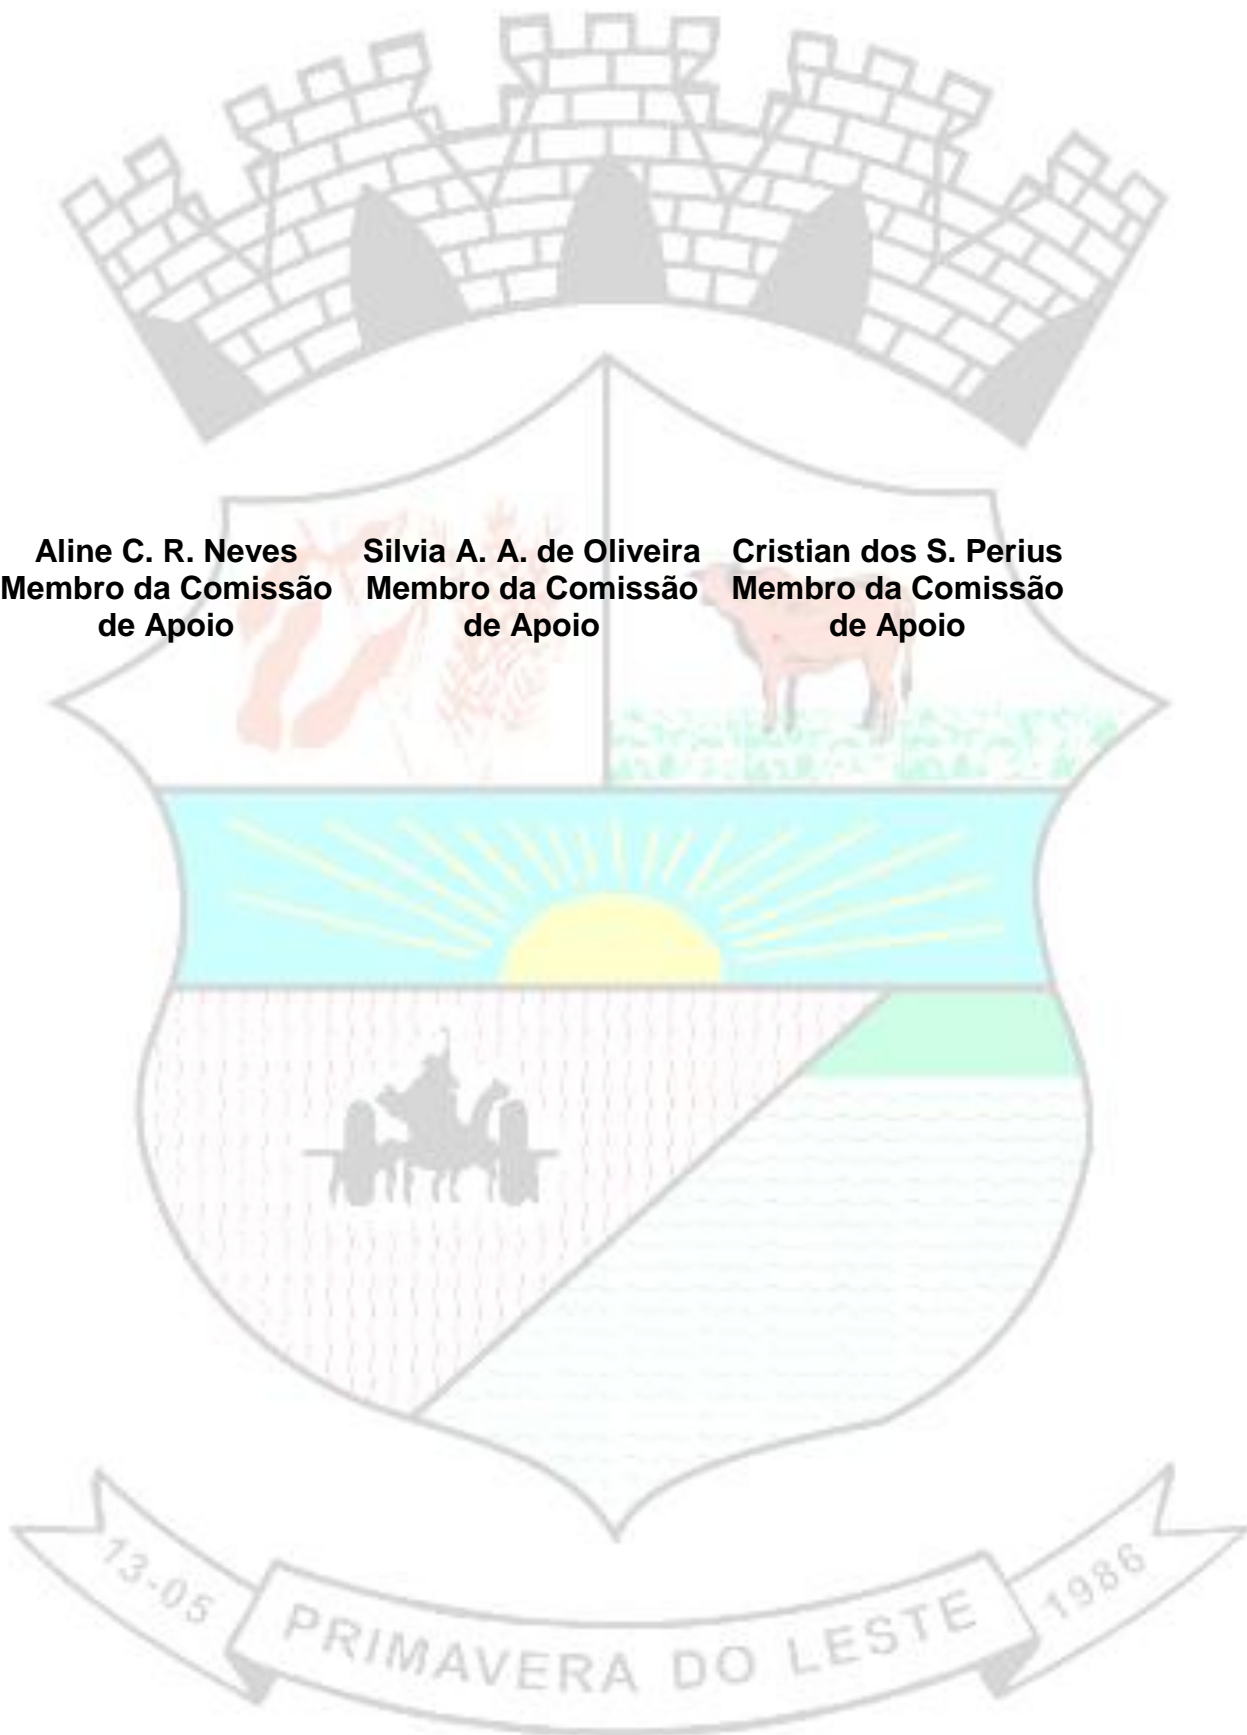 Aline C. R. Neves Silvia A. A. de Oliveira Cristian dos S. Perius
Membro da Comissão Membro da Comissão Membro da Comissão
de Apoio de Apoio de Apoio
13-05 PRIMAVERA DO LESTE 1986